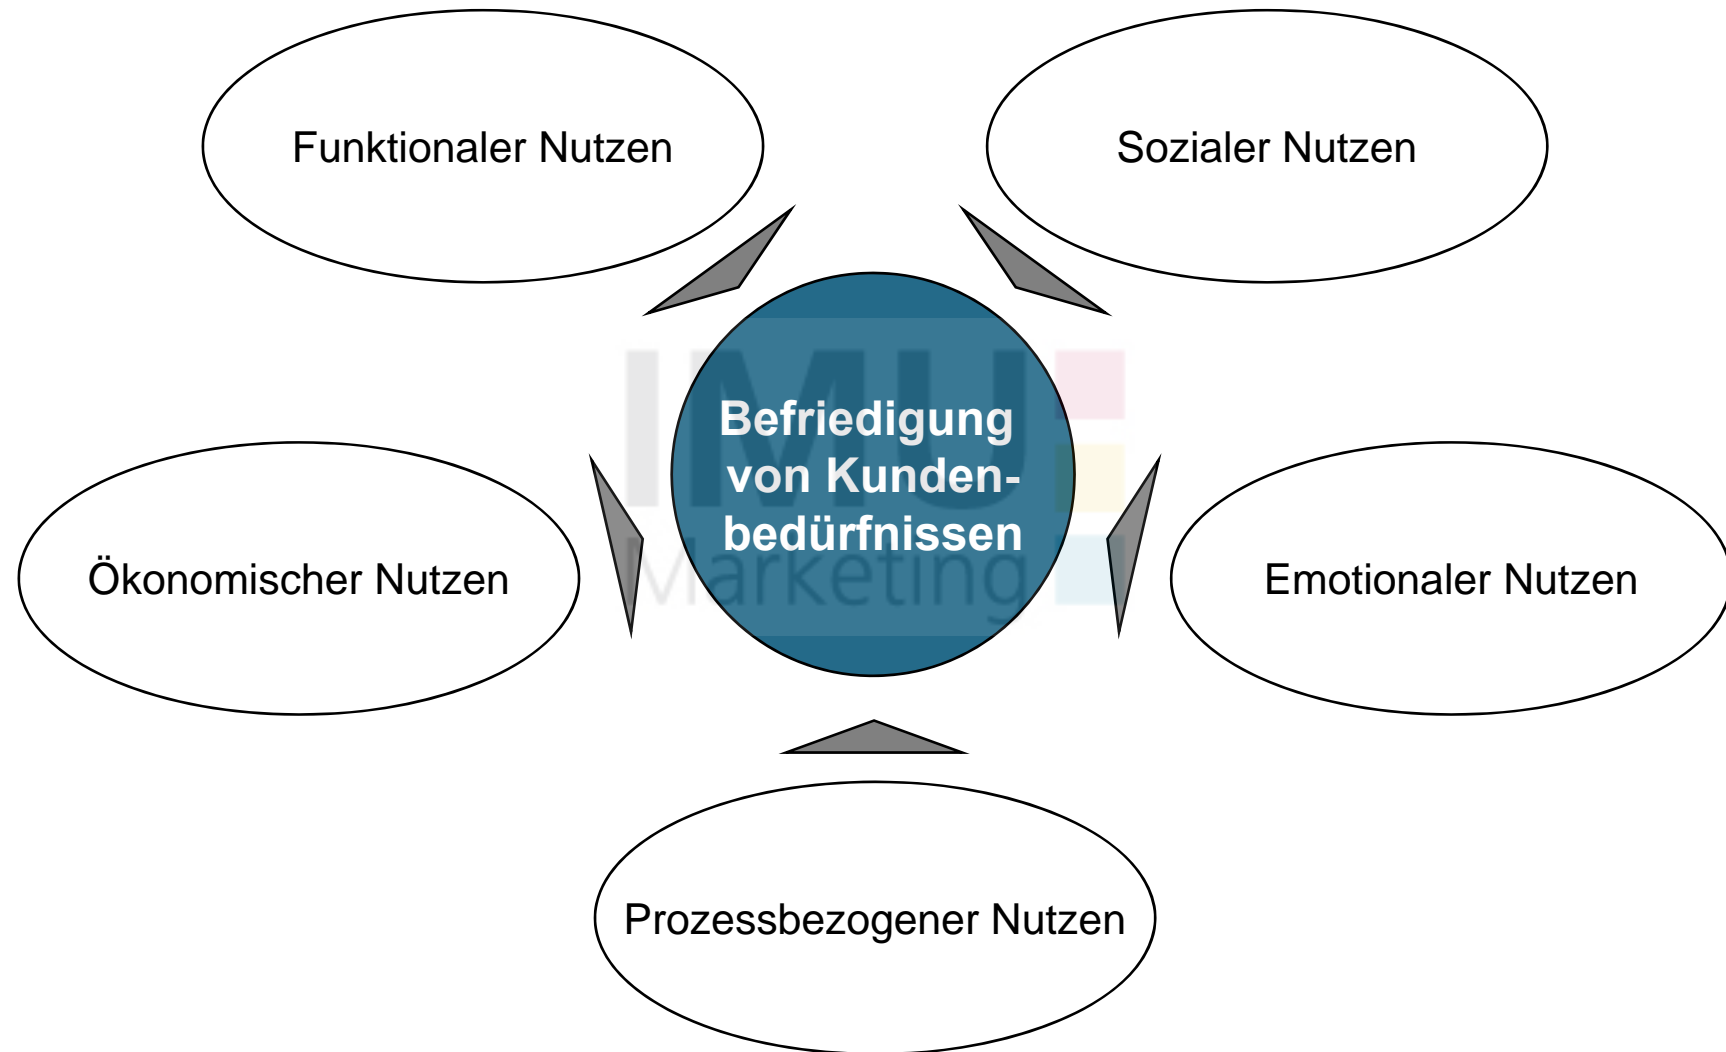 Funktionaler Nutzen
Sozialer Nutzen
IMU
Befriedigung
von Kunden-
bedürfnissen
Marketing
Ökonomischer Nutzen
Emotionaler Nutzen
Prozessbezogener Nutzen